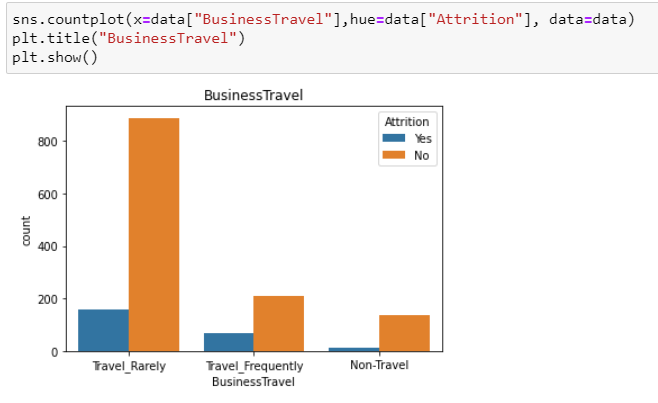 sns.countplot(x=data["BusinessTravel"],hue=data["Attrition"], data=data)
plt.title("BusinessTravel")
plt.show()
BusinessTravel
Attrition
Yes
No
800
600
400
200
0
count
Travel_Rarely Travel_Frequently Non-Travel
BusinessTravel